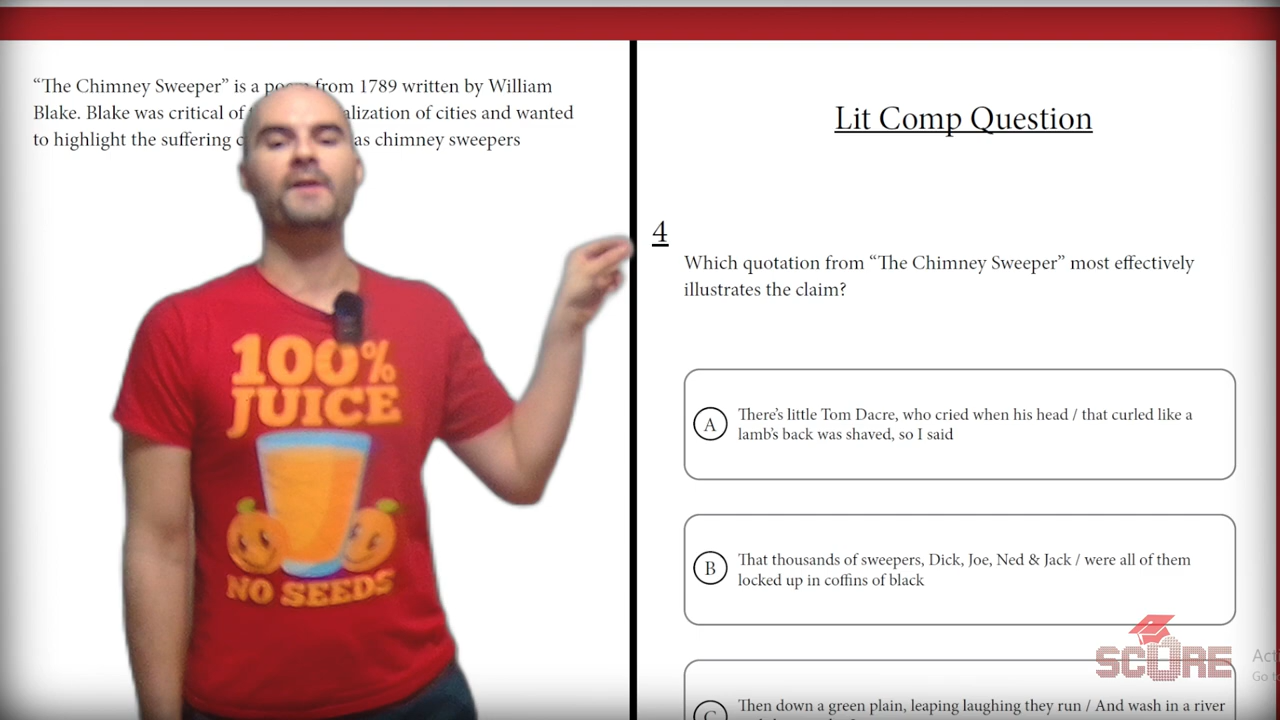 “The Chimney Sweeper” is a poem from 1789 written by William
Blake. Blake was critical of alization of cities and wanted
to highlight the suffering as chimney sweepers
Lit Comp Question
4
Which quotation from “The Chimney Sweeper” most effectively
illustrates the claim?
A
There’s little Tom Dacre, who cried when his head / that curled like a
lamb’s back was shaved, so I said
B
That thousands of sweepers, Dick, Joe, Ned & Jack / were all of them
locked up in coffins of black
C
Then down a green plain, leaping laughing they run / And wash in a river
100%
JUICE
NO SEEDS
SCORE